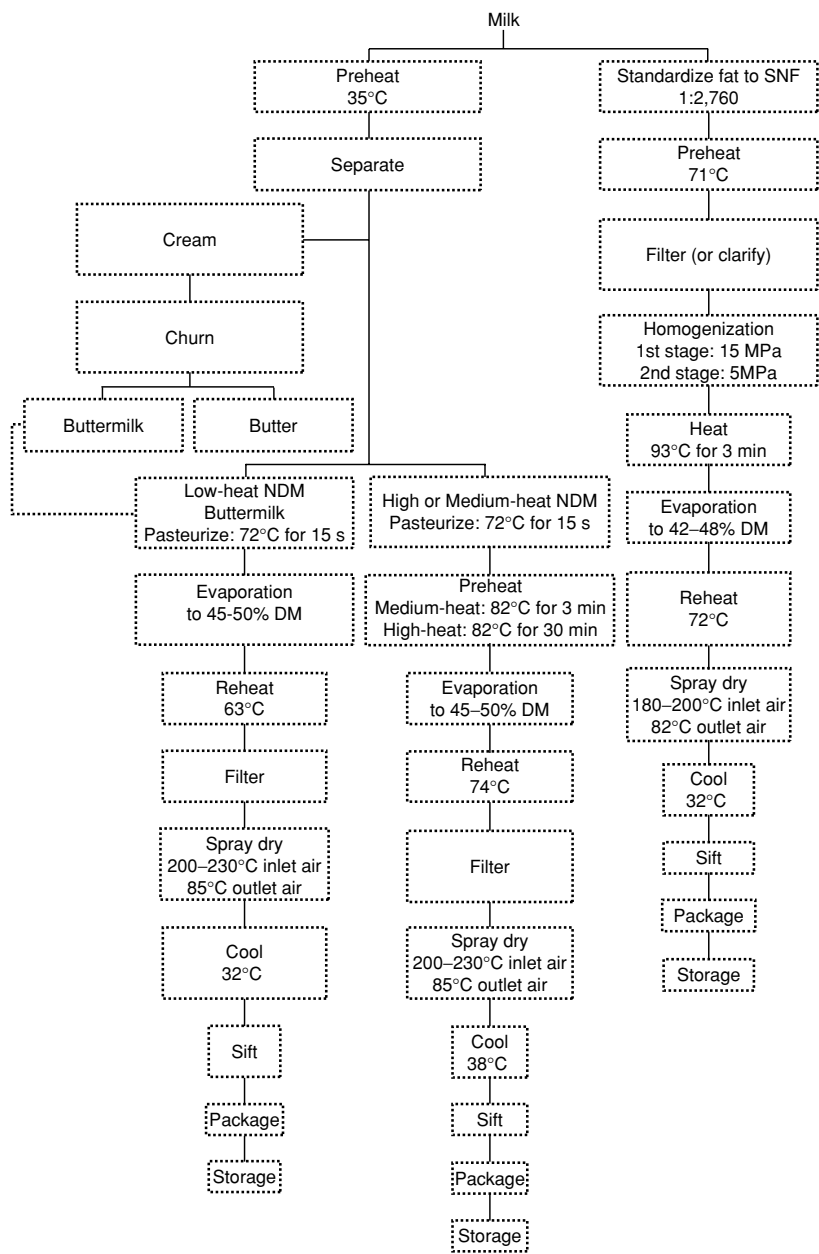 Milk
Preheat
35°C
Separate
Cream
Churn
Buttermilk
Butter
Low-heat NDM
Buttermilk
Pasteurize: 72°C for 15 s
Evaporation
to 45-50% DM
Reheat
63°C
Filter
Spray dry
200–230°C inlet air
85°C outlet air
Cool
32°C
Sift
Package
Storage
High or Medium-heat NDM
Pasteurize: 72°C for 15 s
Preheat
Medium-heat: 82°C for 3 min
High-heat: 82°C for 30 min
Evaporation
to 45–50% DM
Reheat
74°C
Filter
Spray dry
200–230°C inlet air
85°C outlet air
Cool
38°C
Sift
Package
Storage
Standardize fat to SNF
1:2,760
Preheat
71°C
Filter (or clarify)
Homogenization
1st stage: 15 MPa
2nd stage: 5MPa
Heat
93°C for 3 min
Evaporation
to 42–48% DM
Reheat
72°C
Spray dry
180–200°C inlet air
82°C outlet air
Cool
32°C
Sift
Package
Storage